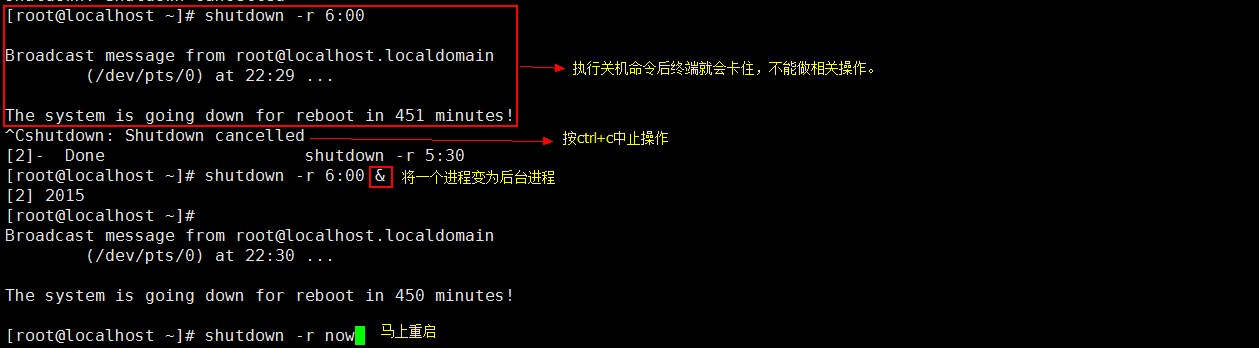 [root@localhost ~]# shutdown -r 6:00
Broadcast message from root@localhost.localdomain
(/dev/pts/0) at 22:29 ...
执行关机命令后终端就会卡住，不能做相关操作。
The system is going down for reboot in 451 minutes!
^Cshutdown: Shutdown cancelled
按ctrl+c中止操作
[2]-  Done                    shutdown -r 5:30
[root@localhost ~]# shutdown -r 6:00 & 将一个进程变为后台进程
[2] 2015
[root@localhost ~]#
Broadcast message from root@localhost.localdomain
(/dev/pts/0) at 22:30 ...
The system is going down for reboot in 450 minutes!
[root@localhost ~]# shutdown -r now 马上重启